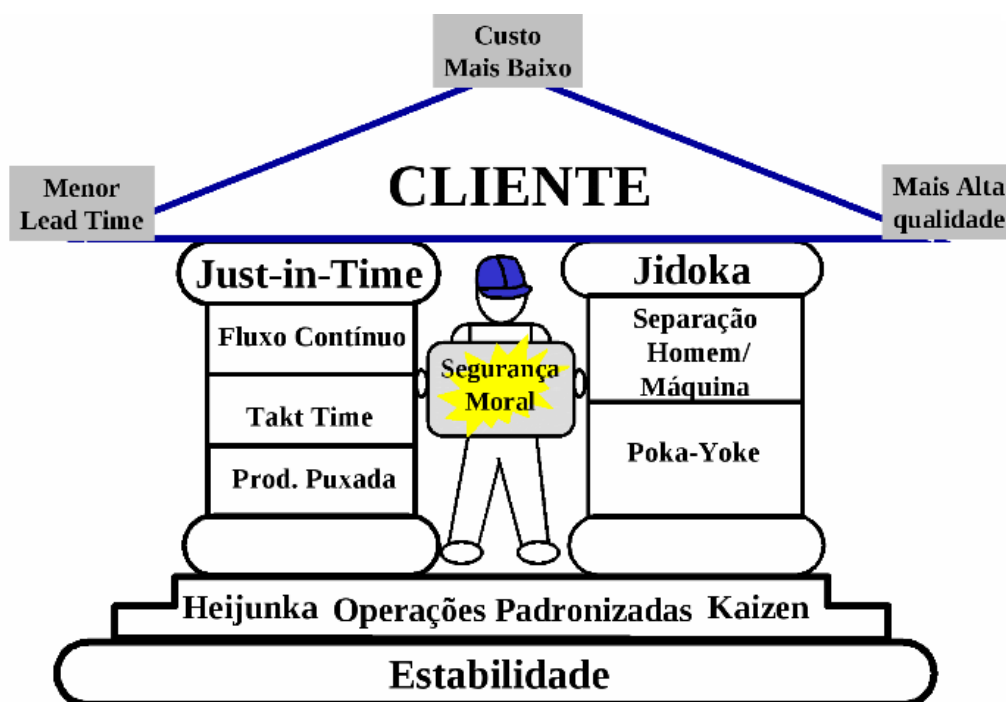 Custo
Mais Baixo
CLIENTE
Menor
Lead Time
Mais Alta
qualidade
Just-in-Time
Fluxo Contínuo
Takt Time
Prod. Puxada
Segurança
Moral
Jidoka
Separação
Homem/
Máquina
Poka-Yoke
Heijunka Operações Padronizadas Kaizen
Estabilidade